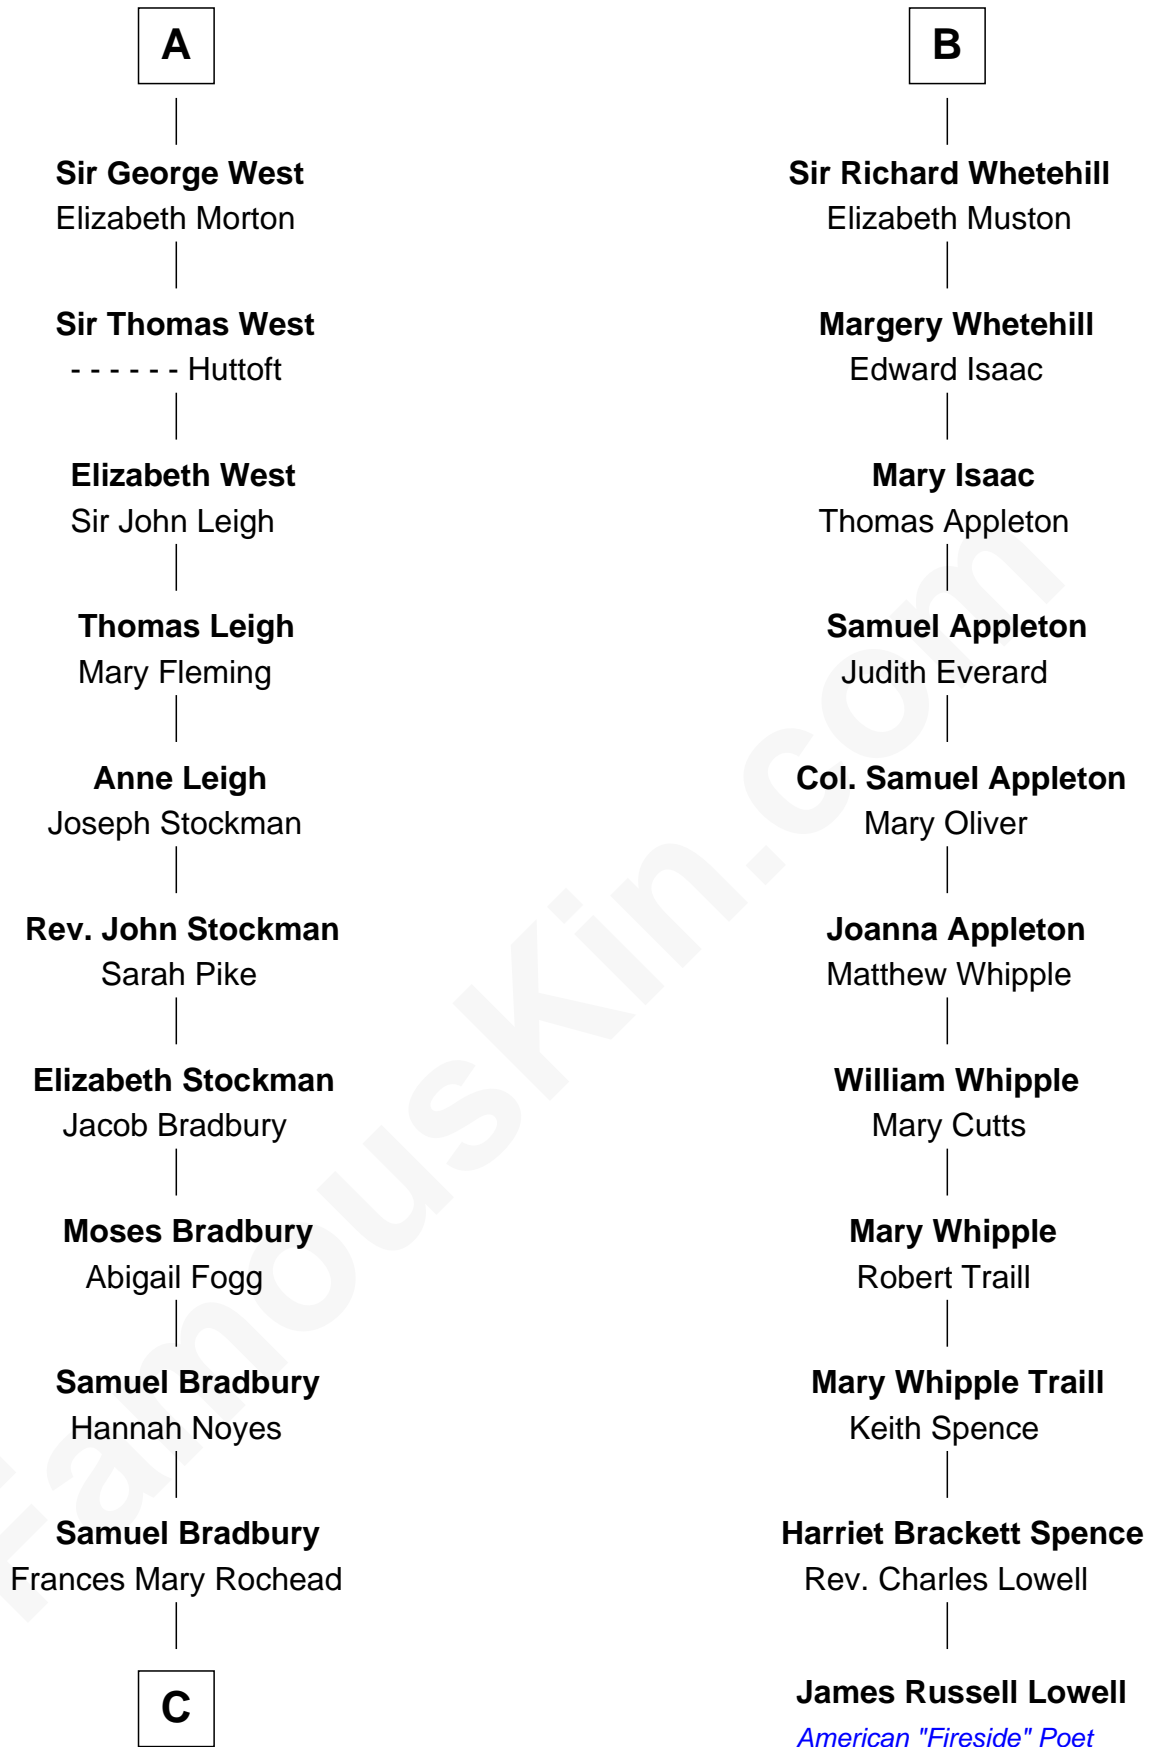 A
Sir George West
Elizabeth Morton
Sir Thomas West
- - - - - - Huttoft
Elizabeth West
Sir John Leigh
Thomas Leigh
Mary Fleming
Anne Leigh
Joseph Stockman
Rev. John Stockman
Sarah Pike
Elizabeth Stockman
Jacob Bradbury
Moses Bradbury
Abigail Fogg
Samuel Bradbury
Hannah Noyes
Samuel Bradbury
Frances Mary Rochead
C
B
Sir Richard Whetehill
Elizabeth Muston
Margery Whetehill
Edward Isaac
Mary Isaac
Thomas Appleton
Samuel Appleton
Judith Everard
Col. Samuel Appleton
Mary Oliver
Joanna Appleton
Matthew Whipple
William Whipple
Mary Cutts
Mary Whipple
Robert Traill
Mary Whipple Traill
Keith Spence
Harriet Brackett Spence
Rev. Charles Lowell
James Russell Lowell
American "Fireside" Poet
FamousKin.com